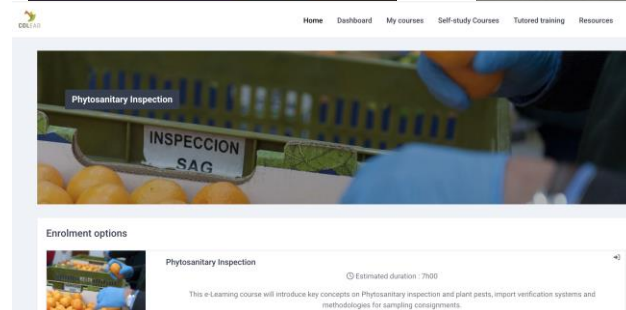 COLEAD
Home Dashboard My courses Self-study Courses Tutored training Resources
Phytosanitary Inspection
INSPECCION
SAG
Enrolment options
Phytosanitary Inspection
Estimated duration : 7h00
This e-Learning course will introduce key concepts on Phytosanitary inspection and plant pests, import verification systems and
methodologies for sampling consignments.